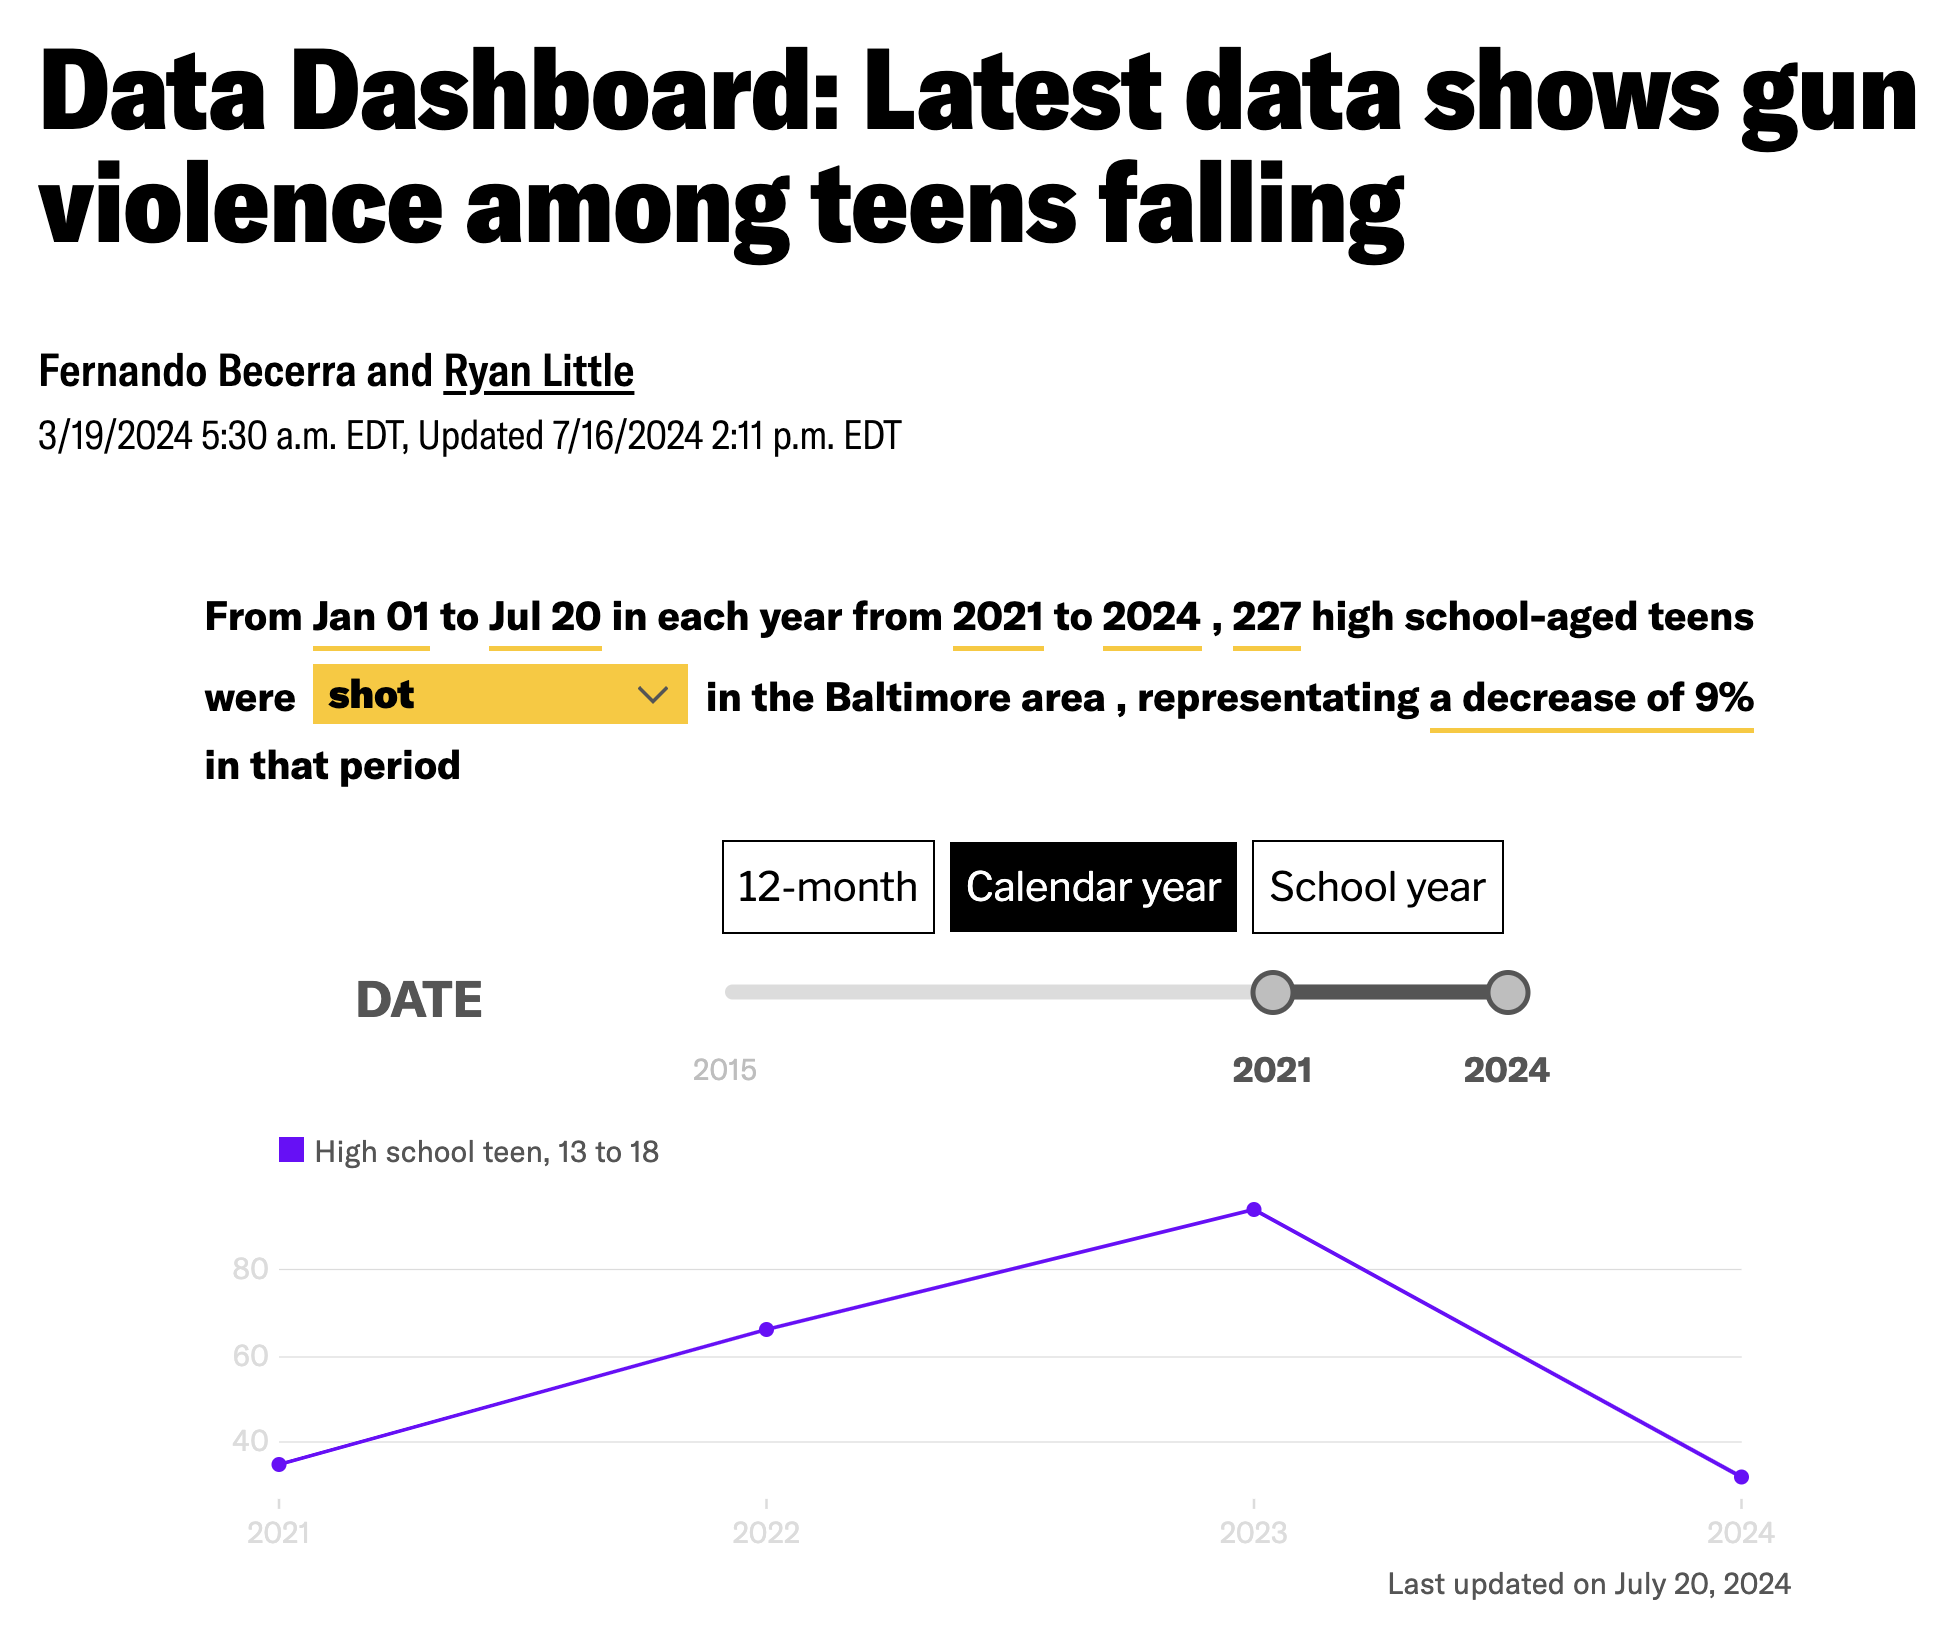 Data Dashboard: Latest data shows gun
violence among teens falling
Fernando Becerra and Ryan Little
3/19/2024 5:30 a.m. EDT, Updated 7/16/2024 2:11 p.m. EDT
From Jan 01 to Jul 20 in each year from 2021 to 2024 , 227 high school-aged teens
were shot in the Baltimore area , representating a decrease of 9%
in that period
12-month Calendar year School year
DATE
2015 2021 2024
High school teen, 13 to 18
80
60
40
2021 2022 2023 2024
Last updated on July 20, 2024